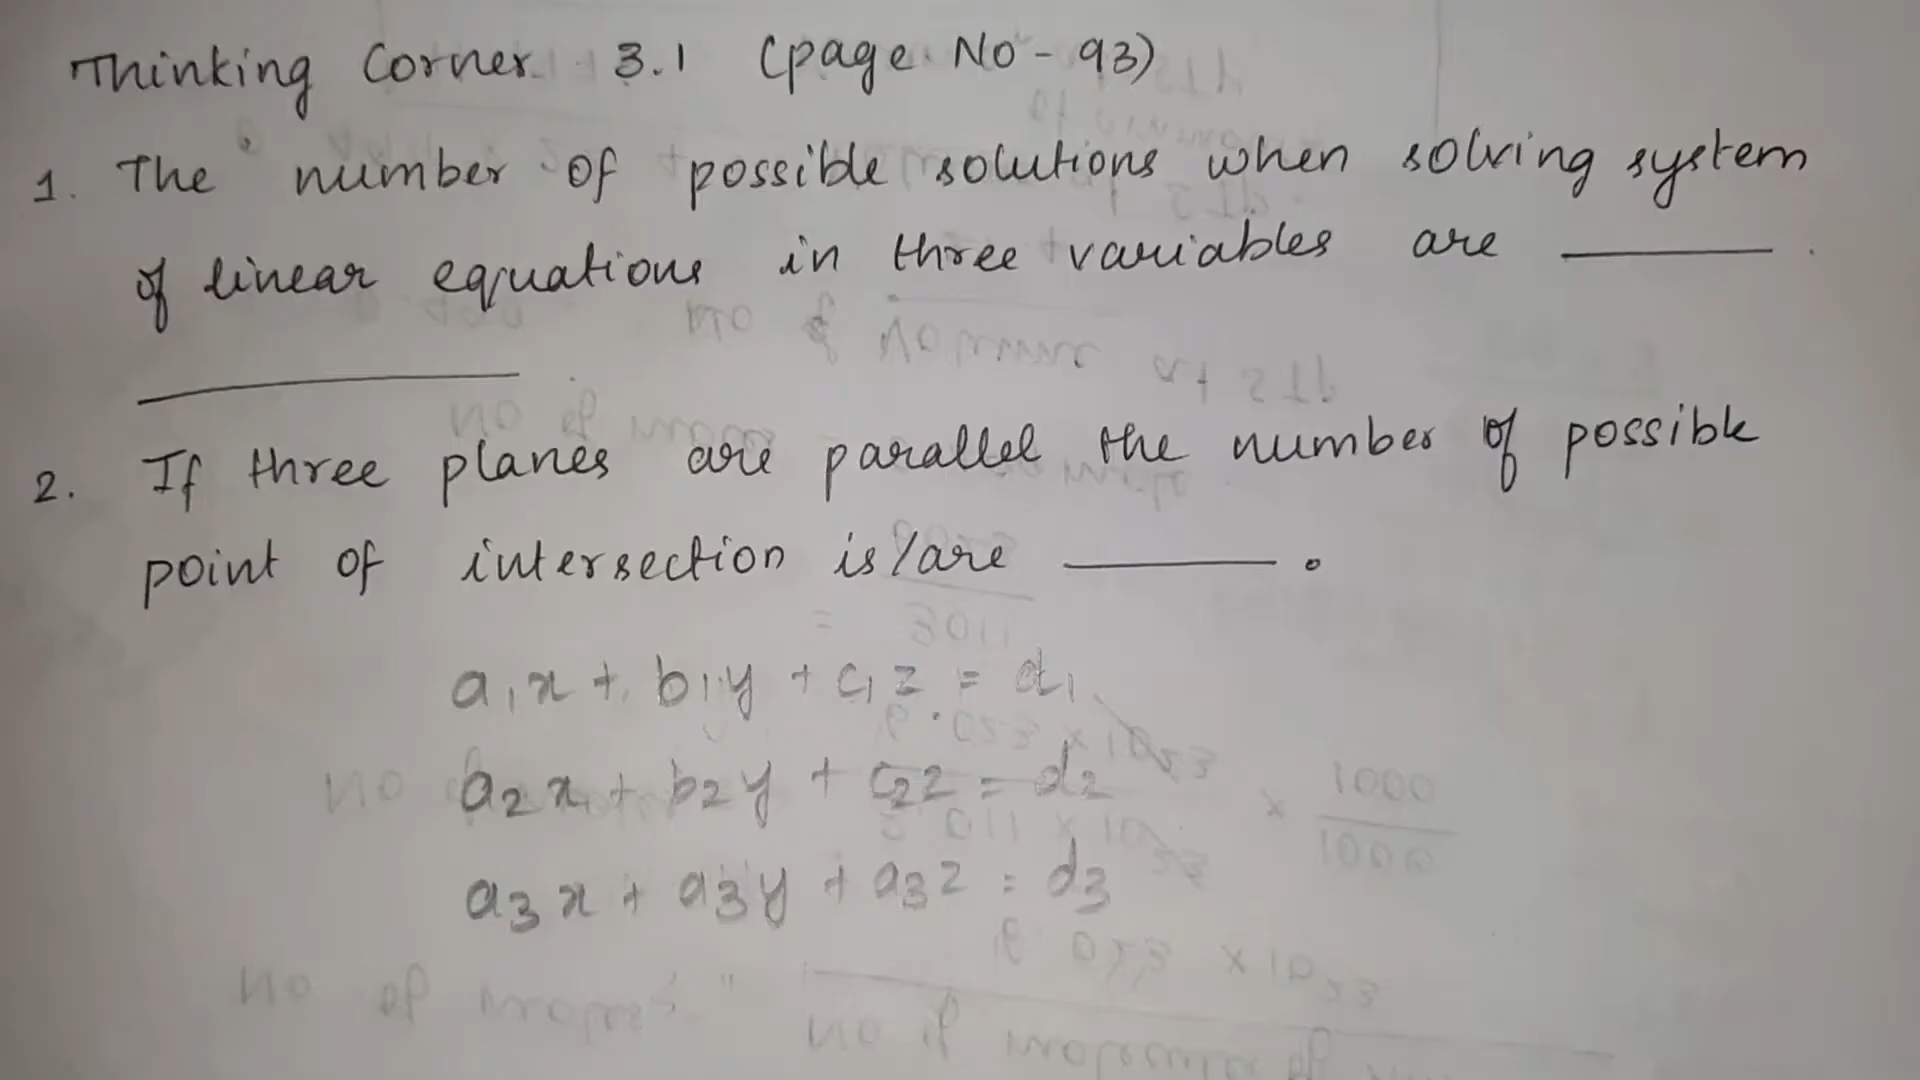 Thinking Corner 3.1 (page No - 93)
1. The number of possible solutions when solving system
of linear equations in three variables are ______.
______
2. If three planes are parallel the number of possible
point of intersection is/are ______.
a₁x + b₁y + c₁z = d₁
a₂x + b₂y + c₂z = d₂
a₃x + a₃y + a₃z = d₃